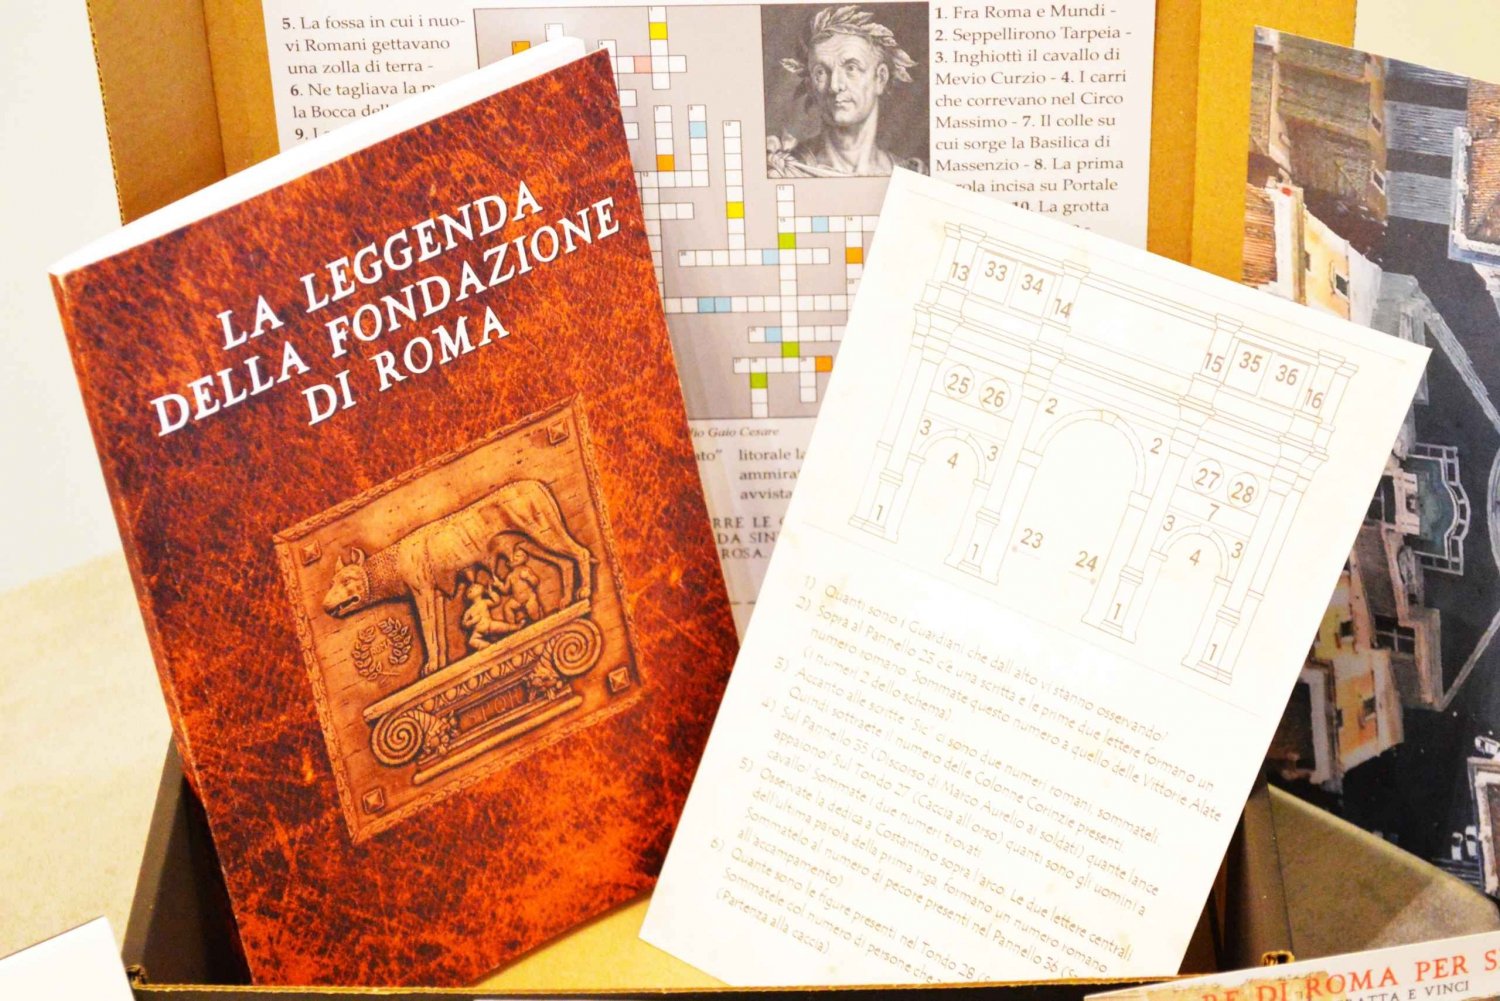 5. La fossa in cui i nuo-
vi Romani gettavano
una zolla di terra -
6. Ne tagliava la
la Bocca
9.
1. Fra Roma e Mundi -
2. Seppellirono Tarpeia -
3. Inghiottì il cavallo di
Mevio Curzio - 4. I carri
che correvano nel Circo
Massimo - 7. Il colle su
cui sorge la Basilica di
Massenzio - 8. La prima
incisa su Portale
10. La grotta
LA LEGGENDA
DELLA FONDAZIONE
DI ROMA
SPQR
Gaio Cesare
litorale
13 33 34 14
15 35 36 16
25 26 2 2 27 28
3 4 3 7
3 4 3
1 23 24 1 1 1
1) Quanti sono i Guardiani che dall'alto vi stanno osservando?
2) Sopra al Pannello 25 c'è una scritta e le prime due lettere formano un
numero romano. Sommate questo numero a quello delle Vittorie Alate
(i numeri 2 dello schema).
3) Accanto alle scritte 'Sic' ci sono due numeri romani: sommateli.
Quindi sottraete il numero delle Colonne Corinzie presenti.
4) Sul Pannello 35 (Discorso di Marco Aurelio ai soldati) quante lance
appaiono? Sul Tondo 27 (Caccia all'orso) quanti sono gli uomini a
cavallo? Sommate i due numeri trovati.
5) Osservate la dedica a Costantino sopra l'arco. Le due lettere centrali
dell'ultima parola della prima riga formano un numero romano.
Sommatelo al numero di pecore presenti nel Pannello 36
all'accampamento)
6) Quante sono le figure presenti nel Tondo 28
Sommatele col numero di persone che
(Partenza alla caccia)
DI ROMA PER
E VINCI